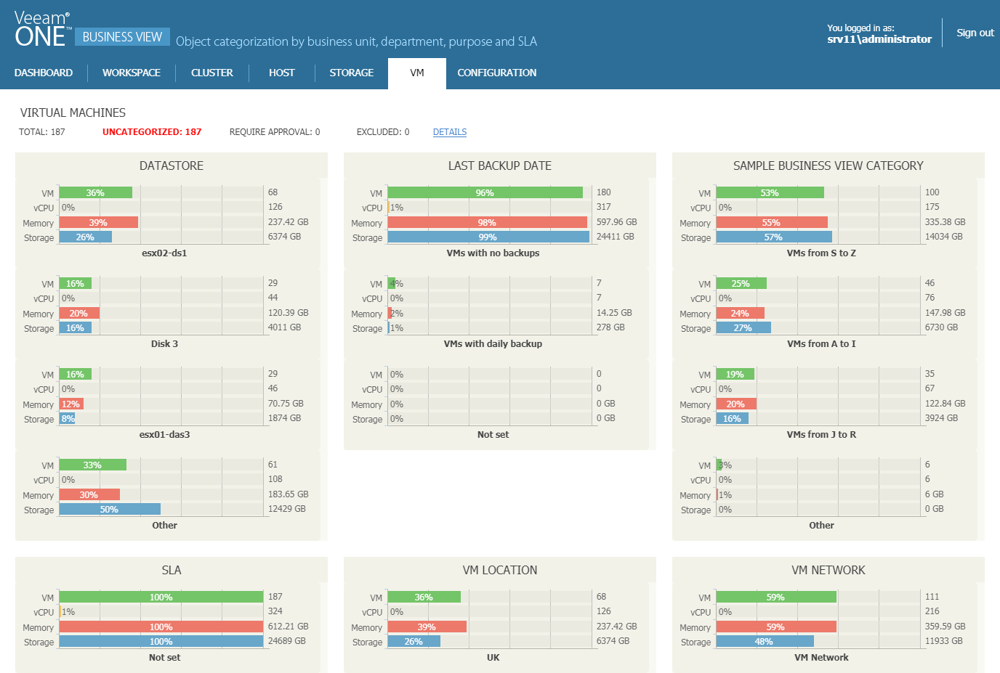 Veeam®
ONE™ BUSINESS VIEW Object categorization by business unit, department, purpose and SLA
You logged in as:
srv11\administrator
Sign out
DASHBOARD WORKSPACE CLUSTER HOST STORAGE VM CONFIGURATION
VIRTUAL MACHINES
TOTAL: 187 UNCATEGORIZED: 187 REQUIRE APPROVAL: 0 EXCLUDED: 0 DETAILS
DATASTORE
VM 36% 68
vCPU 0% 126
Memory 39% 237.42 GB
Storage 26% 6374 GB
esx02-ds1
VM 16% 29
vCPU 0% 44
Memory 20% 120.39 GB
Storage 16% 4011 GB
Disk 3
VM 16% 29
vCPU 0% 46
Memory 12% 70.75 GB
Storage 8% 1874 GB
esx01-das3
VM 33% 61
vCPU 0% 108
Memory 30% 183.65 GB
Storage 50% 12429 GB
Other
LAST BACKUP DATE
VM 96% 180
vCPU 1% 317
Memory 98% 597.96 GB
Storage 99% 24411 GB
VMs with no backups
VM 4% 7
vCPU 0% 7
Memory 2% 14.25 GB
Storage 1% 278 GB
VMs with daily backup
VM 0% 0
vCPU 0% 0
Memory 0% 0 GB
Storage 0% 0 GB
Not set
SAMPLE BUSINESS VIEW CATEGORY
VM 53% 100
vCPU 0% 175
Memory 55% 335.38 GB
Storage 57% 14034 GB
VMs from S to Z
VM 25% 46
vCPU 0% 76
Memory 24% 147.98 GB
Storage 27% 6730 GB
VMs from A to I
VM 19% 35
vCPU 0% 67
Memory 20% 122.84 GB
Storage 16% 3924 GB
VMs from J to R
VM 3% 6
vCPU 0% 6
Memory 1% 6 GB
Storage 0% 0 GB
Other
SLA
VM 100% 187
vCPU 1% 324
Memory 100% 612.21 GB
Storage 100% 24689 GB
Not set
VM LOCATION
VM 36% 68
vCPU 0% 126
Memory 39% 237.42 GB
Storage 26% 6374 GB
UK
VM NETWORK
VM 59% 111
vCPU 0% 216
Memory 59% 359.59 GB
Storage 48% 11933 GB
VM Network